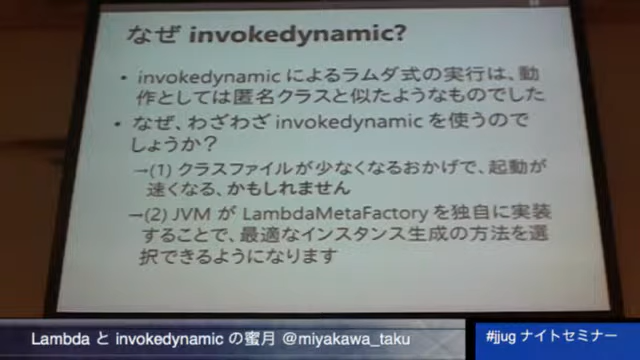 なぜ invokedynamic?
• invokedynamic によるラムダ式の実行は、動
作としては匿名クラスと似たようなものでした
• なぜ、わざわざ invokedynamic を使うので
しょうか？
→(1) クラスファイルが少なくなるおかげで、起動が
速くなる、かもしれません
→(2) JVM が LambdaMetaFactory を独自に実装
することで、最適なインスタンス生成の方法を選
択できるようになります
Lambda と invokedynamic の蜜月 @miyakawa_taku
#jjug ナイトセミナー